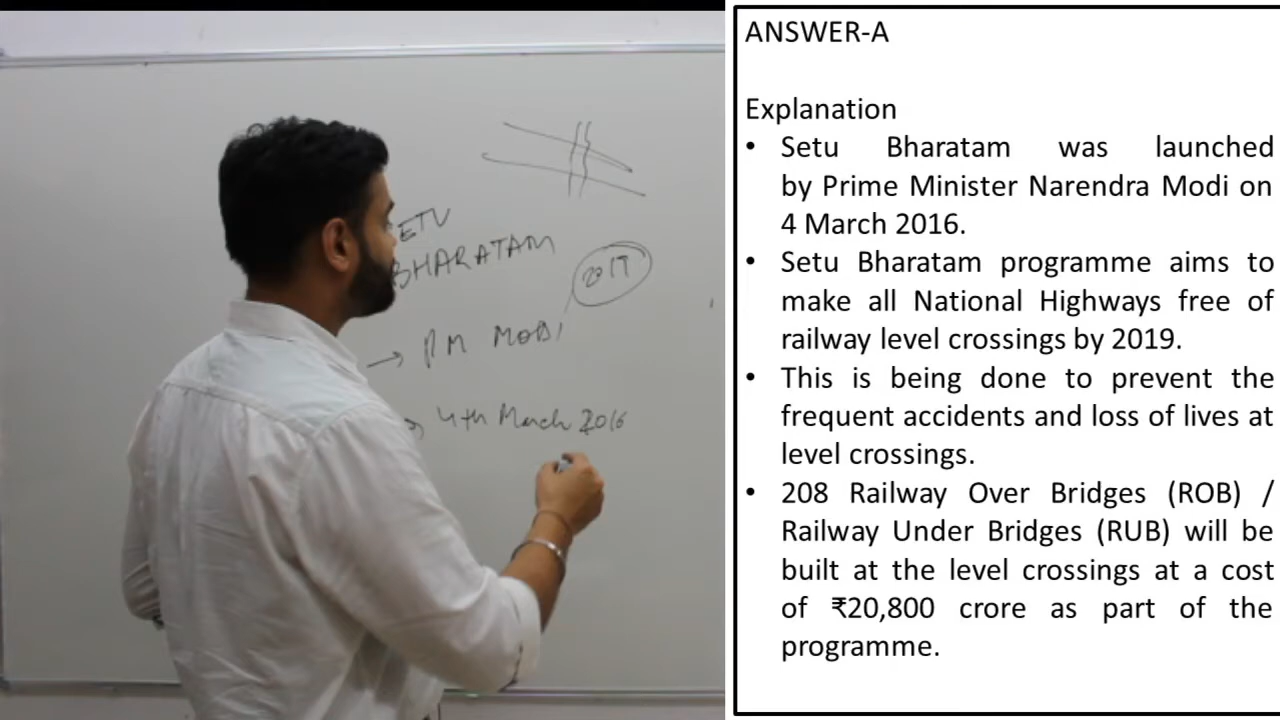 ETU
BHARATAM
2019
→ PM MODI
→ 4th March 2016
ANSWER-A
Explanation
• Setu Bharatam was launched
by Prime Minister Narendra Modi on
4 March 2016.
• Setu Bharatam programme aims to
make all National Highways free of
railway level crossings by 2019.
• This is being done to prevent the
frequent accidents and loss of lives at
level crossings.
• 208 Railway Over Bridges (ROB) /
Railway Under Bridges (RUB) will be
built at the level crossings at a cost
of ₹20,800 crore as part of the
programme.